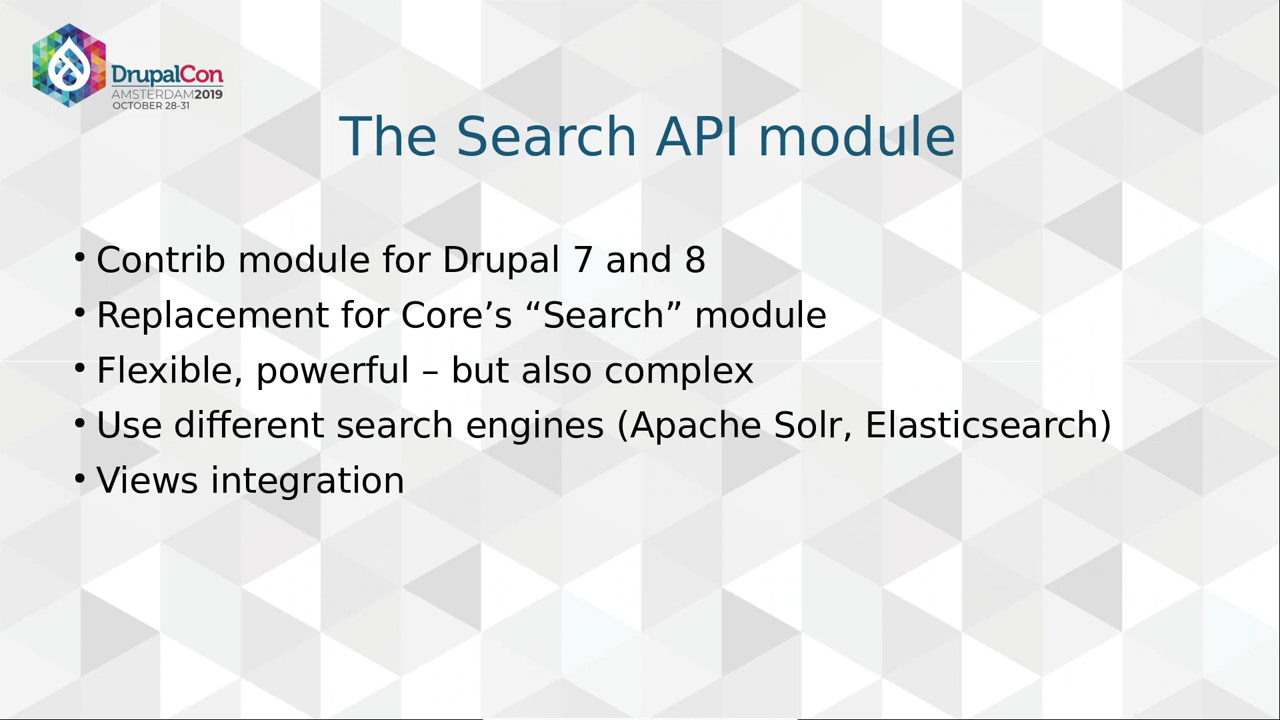 DrupalCon
AMSTERDAM2019
OCTOBER 28-31
The Search API module
• Contrib module for Drupal 7 and 8
• Replacement for Core’s “Search” module
• Flexible, powerful – but also complex
• Use different search engines (Apache Solr, Elasticsearch)
• Views integration